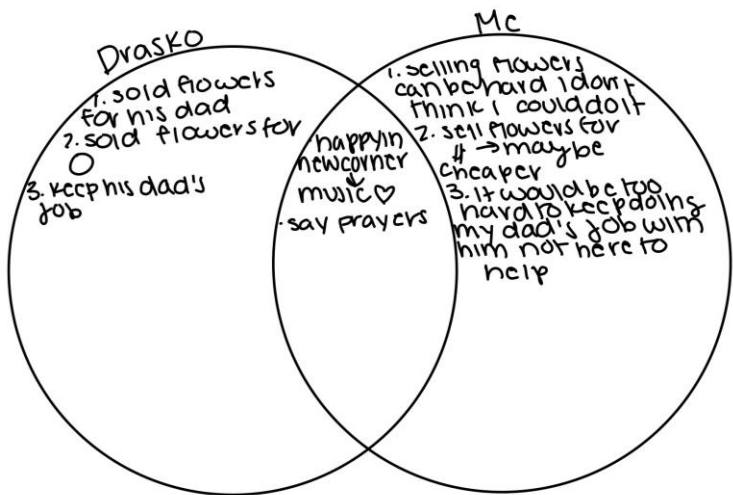 Drasko
1. sold flowers
for his dad
2. sold flowers for
3. keep his dad's
job
happy in
new corner
music
- say prayers
Me
1. selling flowers
can be hard i don't
think i could do it
2. sell flowers for
# → maybe
cheaper
3. It would be too
hard to keep doing
my dad's job with
him not here to
help